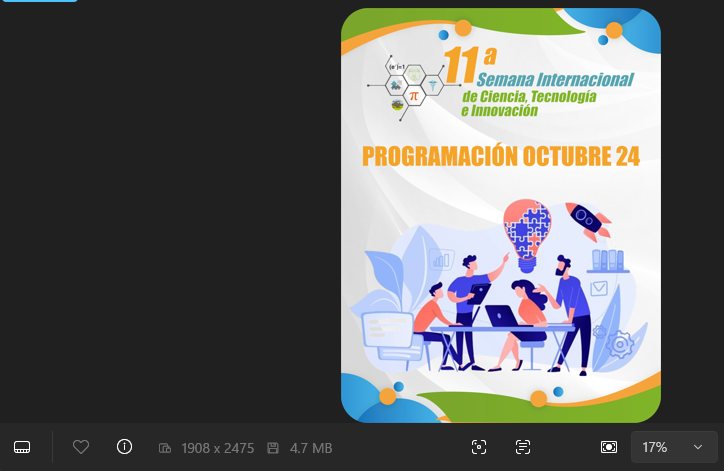 11ª
Semana Internacional
de Ciencia, Tecnología
e Innovación
π
PROGRAMACIÓN OCTUBRE 24
1908 x 2475
4.7 MB
17%